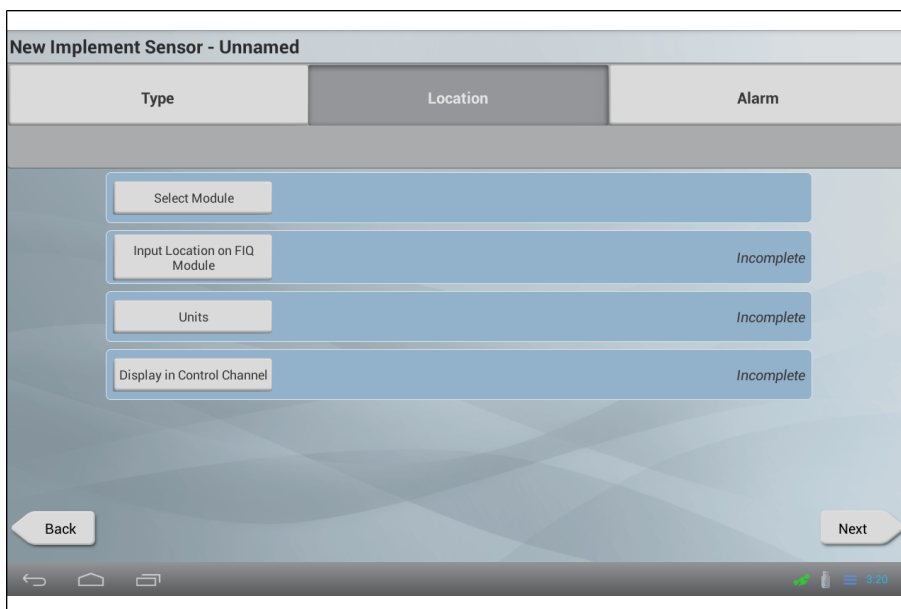 New Implement Sensor - Unnamed
Type
Location
Alarm
Select Module
Input Location on FIQ
Module
Incomplete
Units
Incomplete
Display in Control Channel
Incomplete
Back
Next
3:20